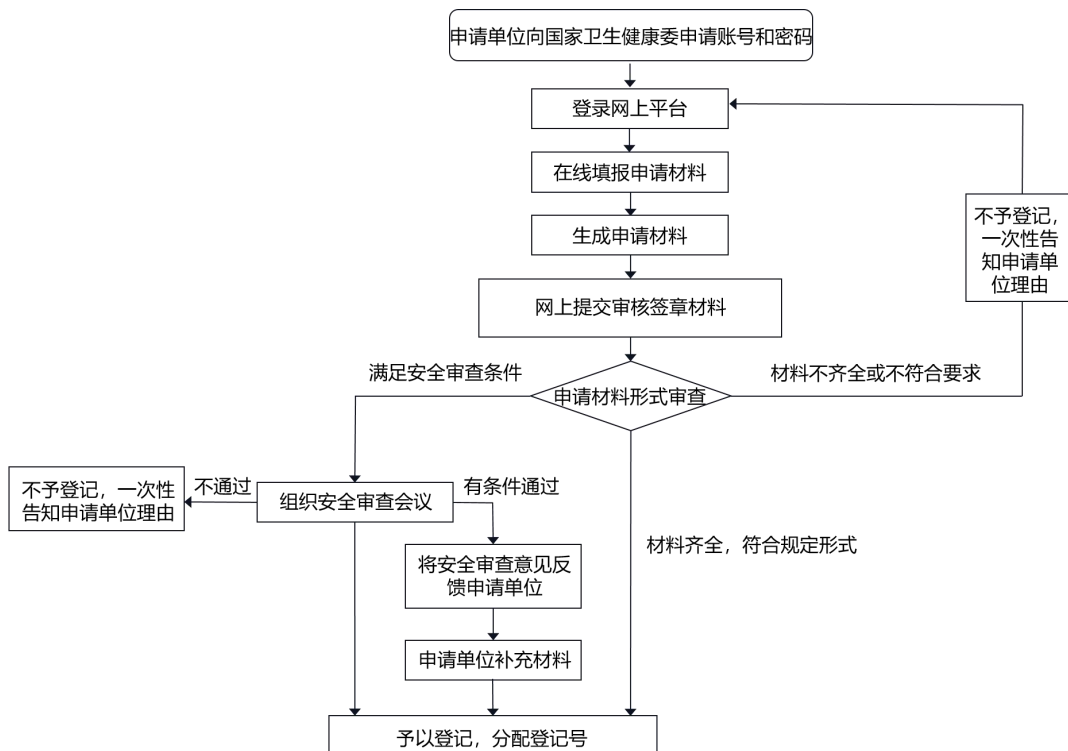 申请单位向国家卫生健康委申请账号和密码
登录网上平台
在线填报申请材料
生成申请材料
网上提交审核签章材料
不予登记，
一次性告
知申请单
位理由
满足安全审查条件
材料不齐全或不符合要求
申请材料形式审查
不予登记，一次性
告知申请单位理由
不通过
组织安全审查会议
有条件通过
材料齐全，符合规定形式
将安全审查意见反
馈申请单位
申请单位补充材料
予以登记，分配登记号